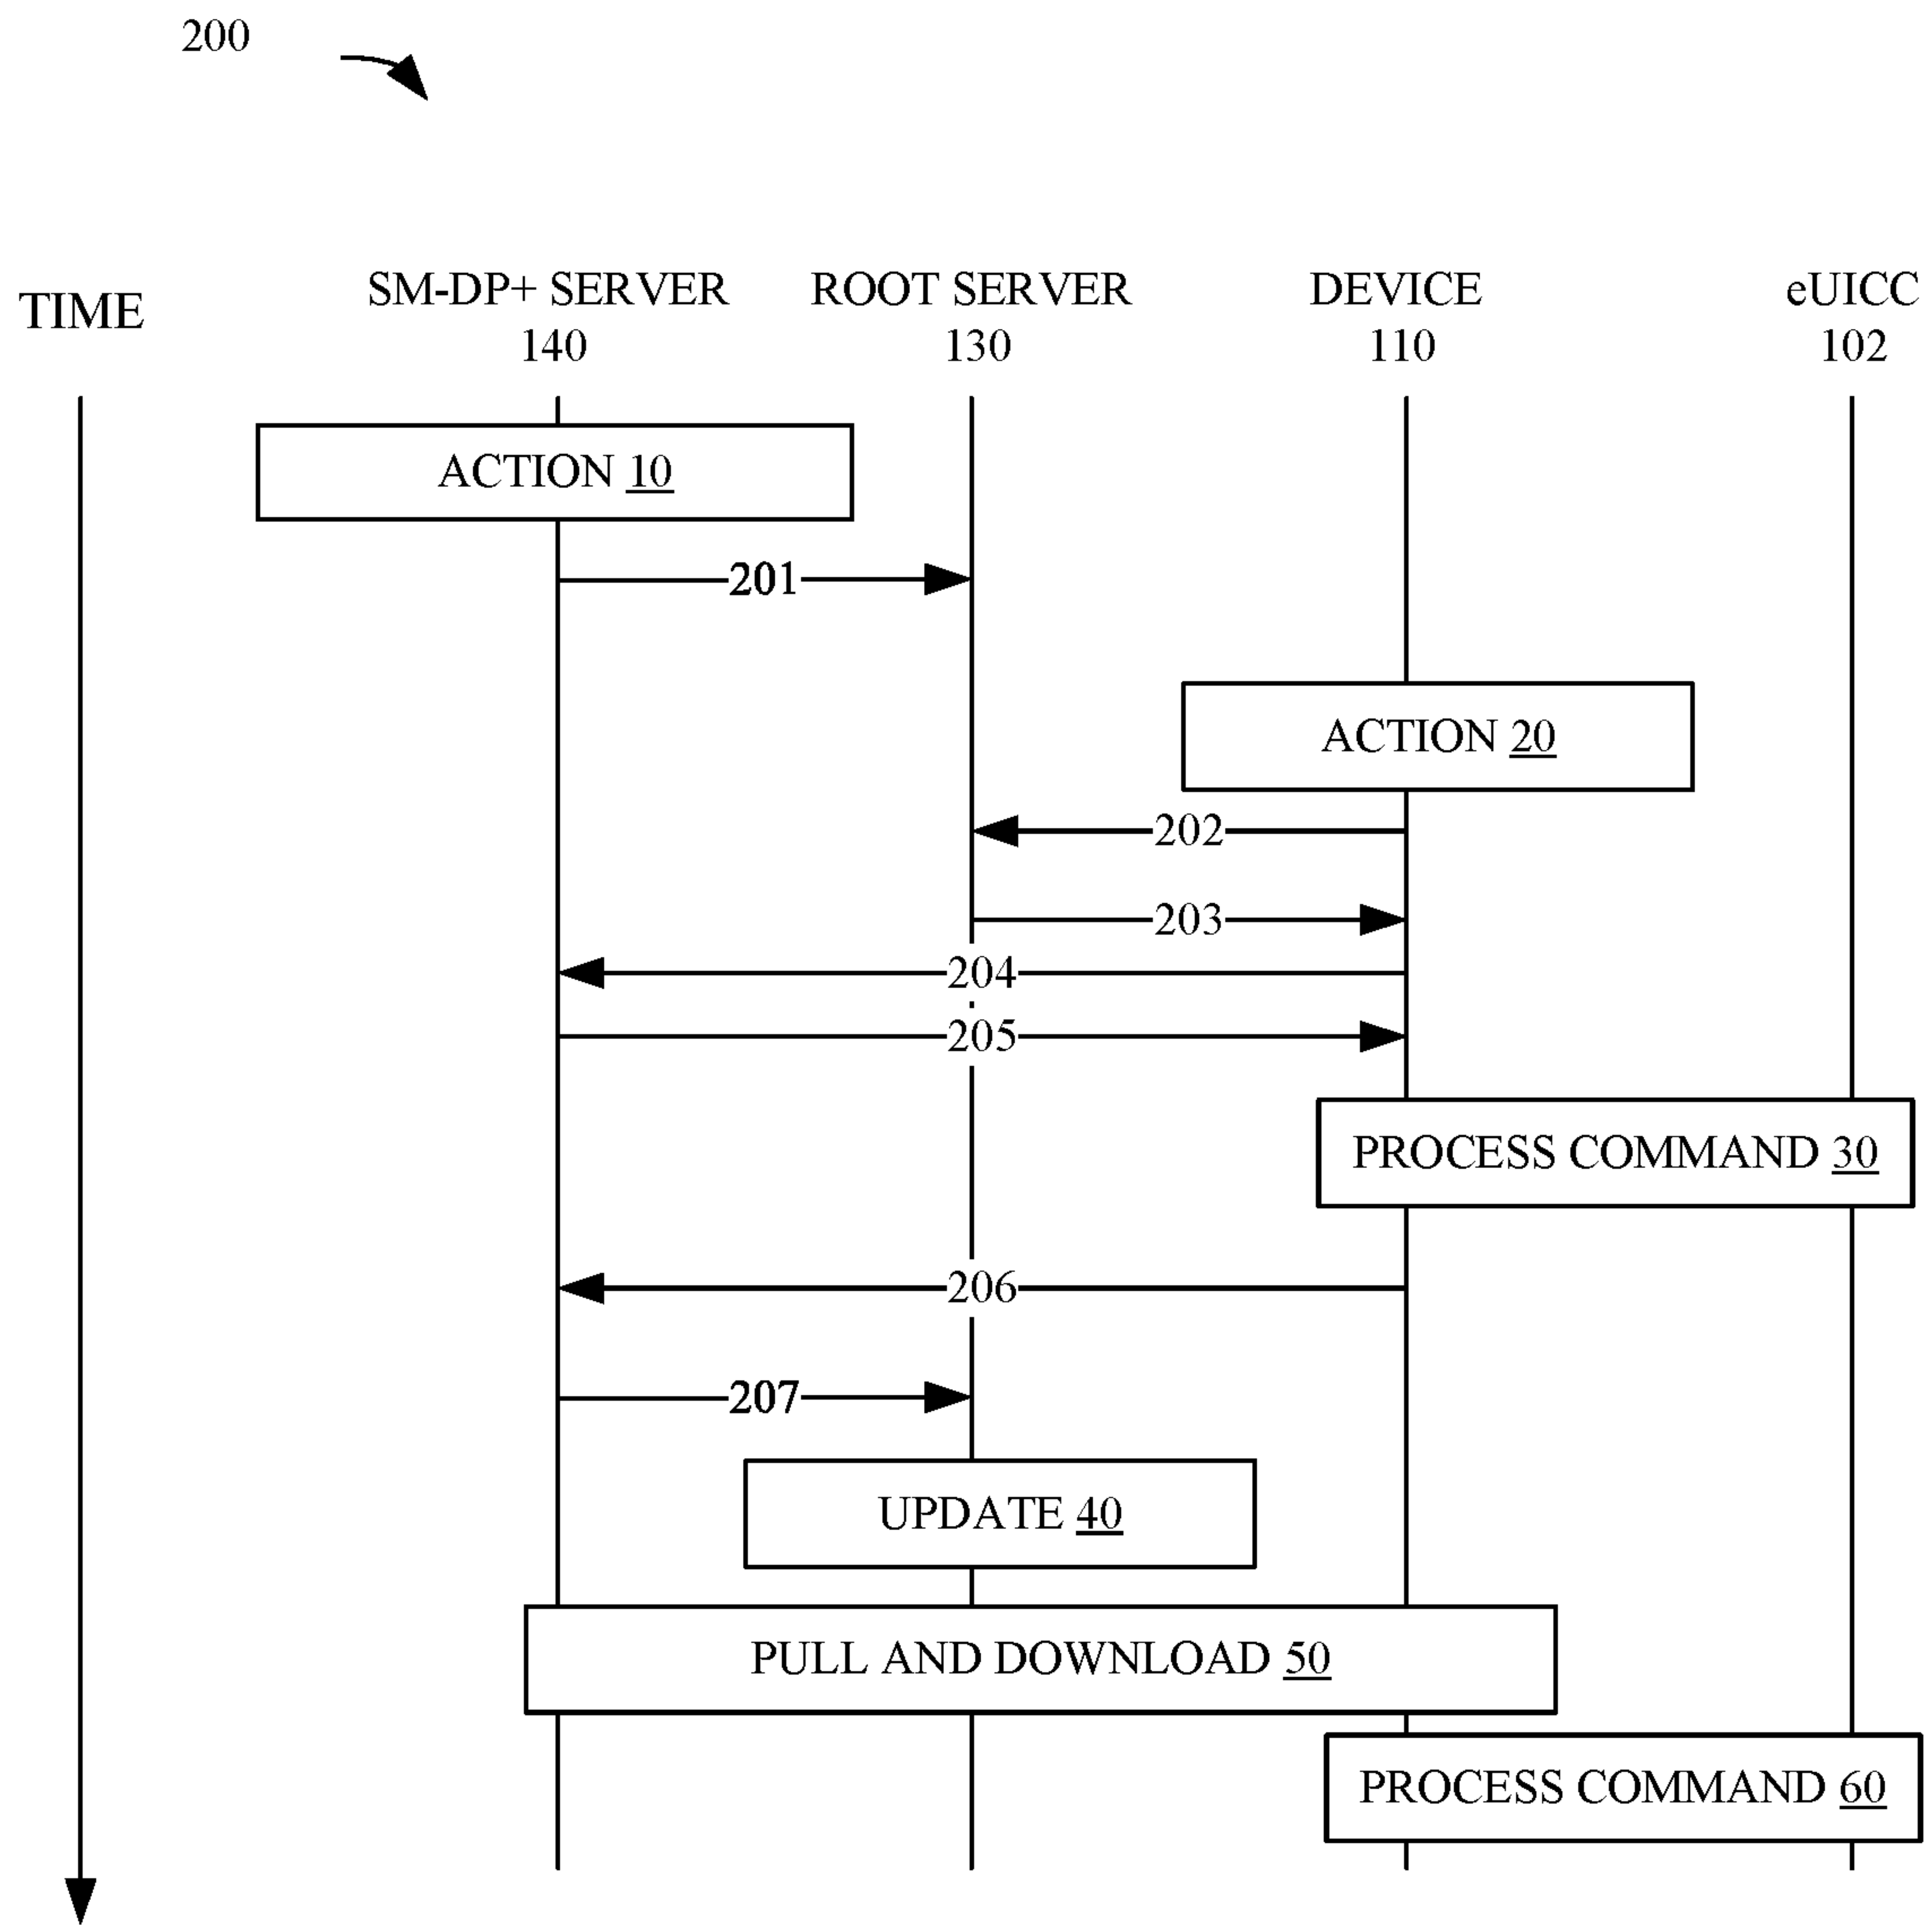 200
TIME
SM-DP+ SERVER
140
ROOT SERVER
130
DEVICE
110
eUICC
102
ACTION 10
201
ACTION 20
202
203
204
205
PROCESS COMMAND 30
206
207
UPDATE 40
PULL AND DOWNLOAD 50
PROCESS COMMAND 60